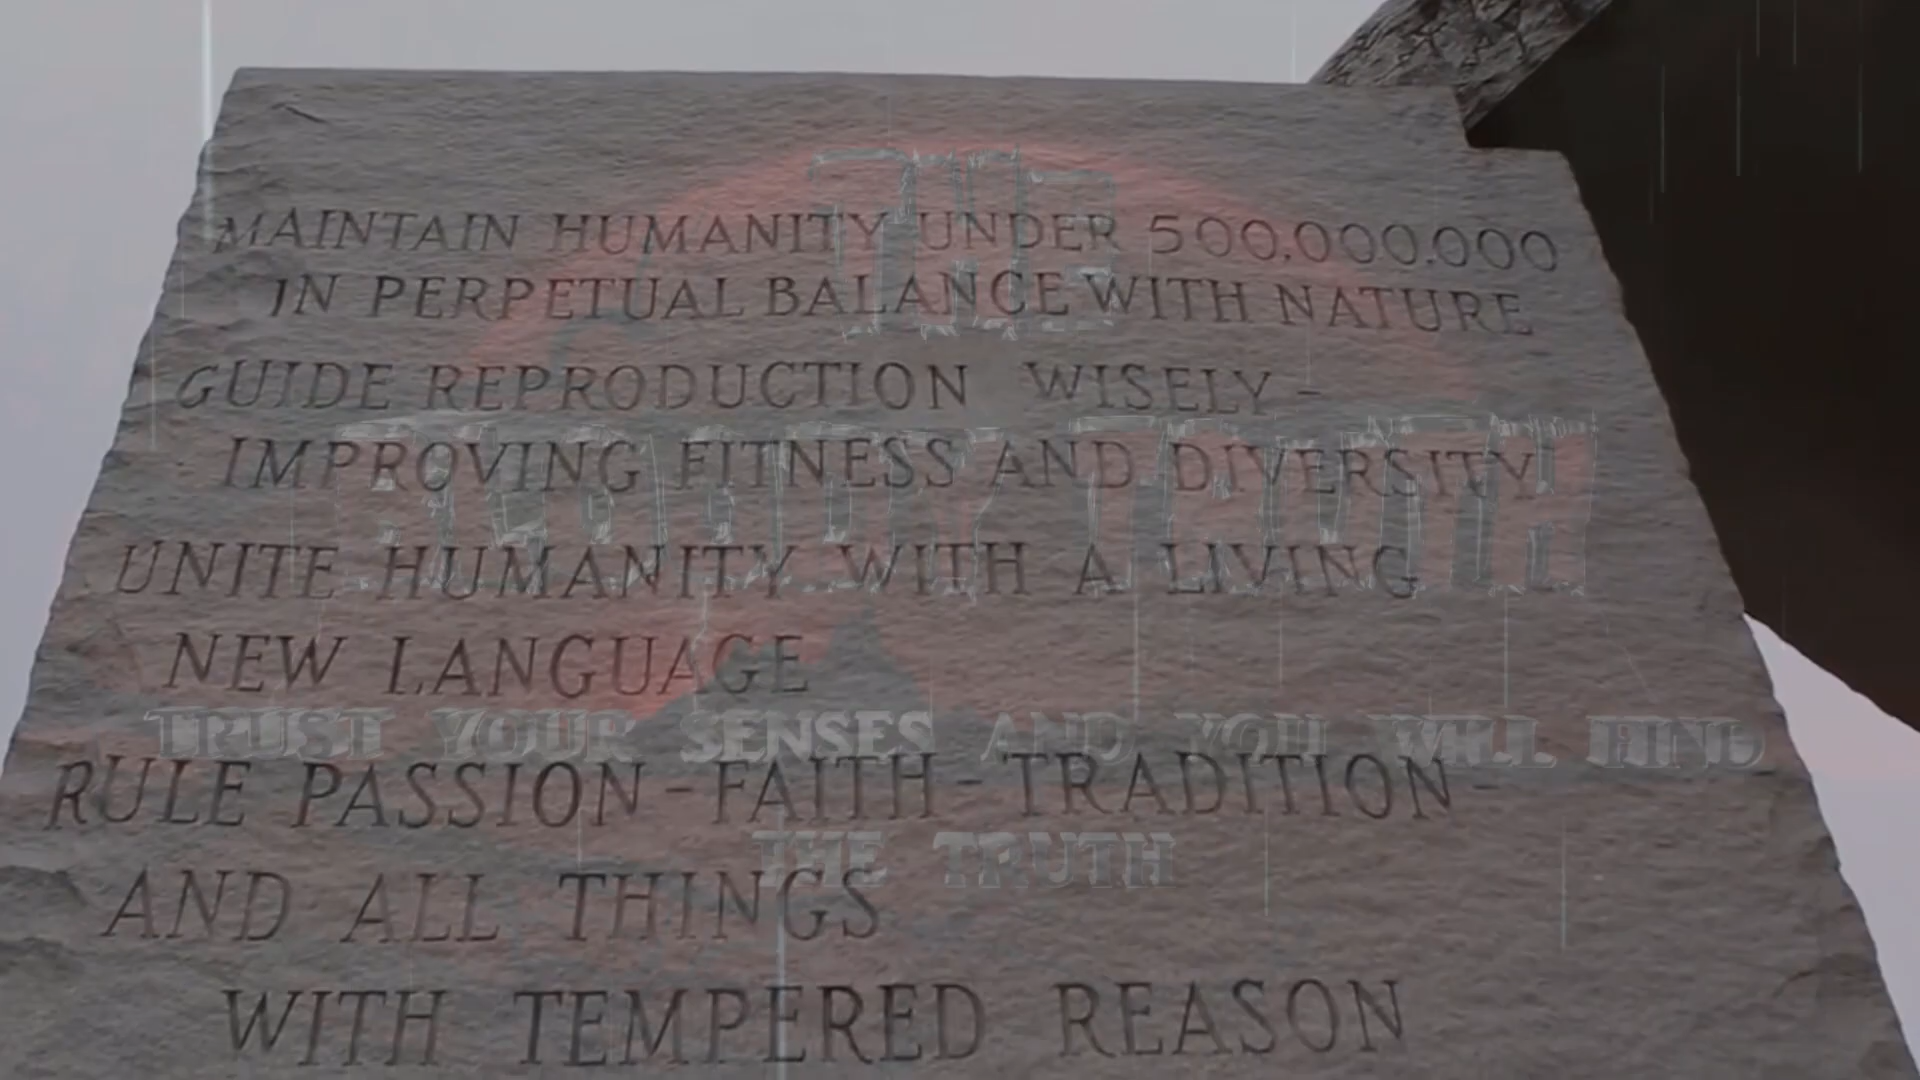 THE
MAINTAIN HUMANITY UNDER 500,000,000
IN PERPETUAL BALANCE WITH NATURE
GUIDE REPRODUCTION WISELY -
IMPROVING FITNESS AND DIVERSITY
TRUTH
UNITE HUMANITY WITH A LIVING
NEW LANGUAGE
TRUST YOUR SENSES AND YOU WILL FIND
RULE PASSION - FAITH - TRADITION -
THE TRUTH
AND ALL THINGS
WITH TEMPERED REASON